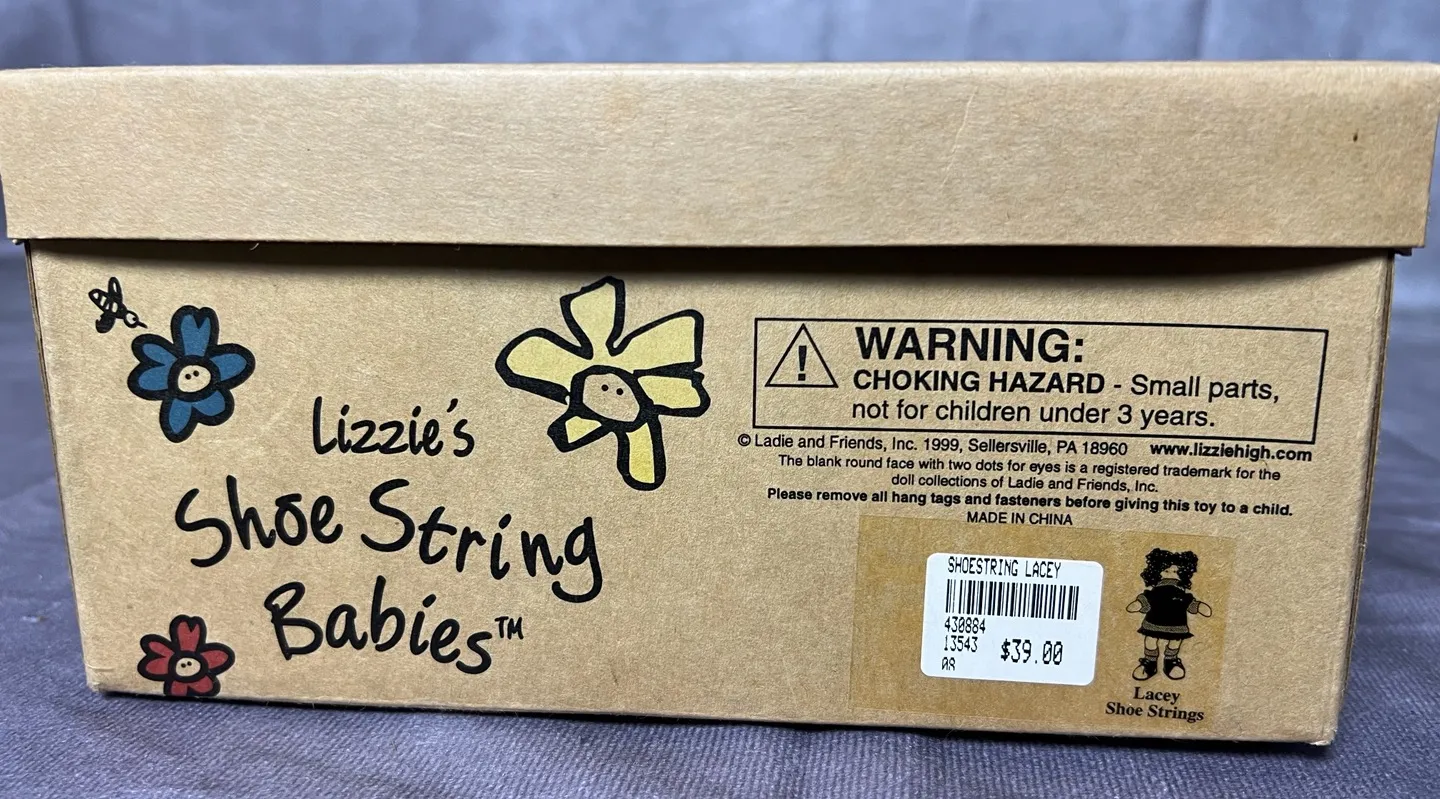 Lizzie's
Shoe String
Babies™
WARNING:
CHOKING HAZARD - Small parts,
not for children under 3 years.
© Ladie and Friends, Inc. 1999, Sellersville, PA 18960 www.lizziehigh.com
The blank round face with two dots for eyes is a registered trademark for the
doll collections of Ladie and Friends, Inc.
Please remove all hang tags and fasteners before giving this toy to a child.
MADE IN CHINA
SHOESTRING LACEY
430884
13543
08
$39.00
Lacey
Shoe Strings